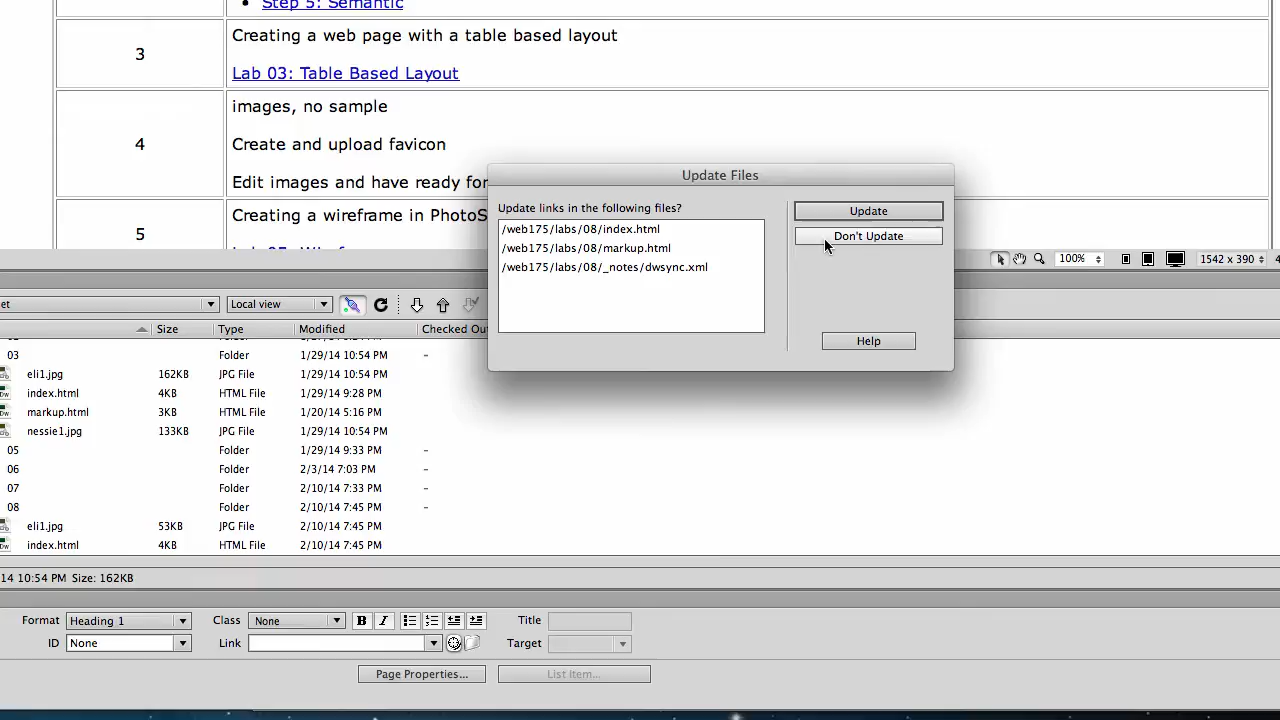 Step 5: Semantic
3
Creating a web page with a table based layout
Lab 03: Table Based Layout
4
images, no sample
Create and upload favicon
Edit images and have ready for
5
Creating a wireframe in PhotoS
Update Files
Update links in the following files?
/web175/labs/08/index.html
/web175/labs/08/markup.html
/web175/labs/08/_notes/dwsync.xml
Update
Don't Update
Help
100%
1542 x 390
et
Local view
Size Type Modified Checked Ou
03 Folder 1/29/14 10:54 PM -
eli1.jpg 162KB JPG File 1/29/14 10:54 PM
index.html 4KB HTML File 1/29/14 9:28 PM
markup.html 3KB HTML File 1/20/14 5:16 PM
nessie1.jpg 133KB JPG File 1/29/14 10:54 PM
05 Folder 1/29/14 9:33 PM -
06 Folder 2/3/14 7:03 PM -
07 Folder 2/10/14 7:33 PM -
08 Folder 2/10/14 7:45 PM -
eli1.jpg 53KB JPG File 2/10/14 7:45 PM
index.html 4KB HTML File 2/10/14 7:45 PM
14 10:54 PM Size: 162KB
Format Heading 1 Class None B I Title
ID None Link Target
Page Properties... List Item...